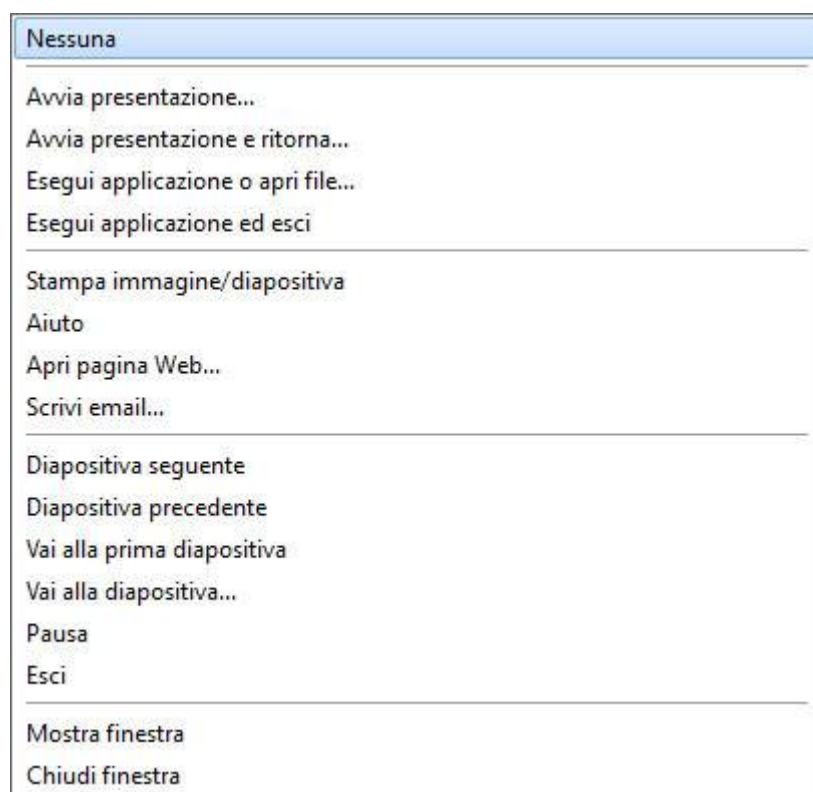 Nessuna
Avvia presentazione...
Avvia presentazione e ritorna...
Esegui applicazione o apri file...
Esegui applicazione ed esci
Stampa immagine/diapositiva
Aiuto
Apri pagina Web...
Scrivi email...
Diapositiva seguente
Diapositiva precedente
Vai alla prima diapositiva
Vai alla diapositiva...
Pausa
Esci
Mostra finestra
Chiudi finestra